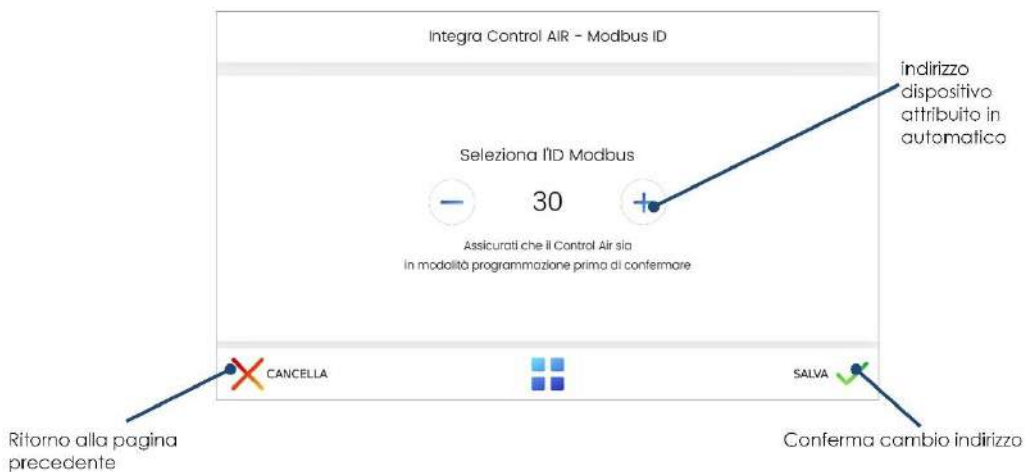 Integra Control AIR - Modbus ID
indirizzo
dispositivo
attribuito in
automatico
Seleziona l'ID Modbus
30
Assicurati che il Control Air sia
in modalità programmazione prima di confermare
CANCELLA
SALVA
Ritorno alla pagina
precedente
Conferma cambio indirizzo